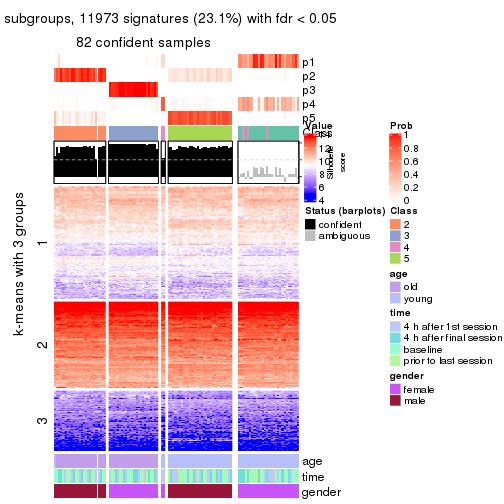 subgroups, 11973 signatures (23.1%) with fdr < 0.05
82 confident samples
p1
p2
p3
p4
p5
Class
Silhouette
score
k-means with 3 groups
1
2
3
age
time
gender
Value
14
12
10
8
6
4
Status (barplots)
confident
ambiguous
Prob
1
0.8
0.6
0.4
0.2
0
Class
2
3
4
5
age
old
young
time
4 h after 1st session
4 h after final session
baseline
prior to last session
gender
female
male